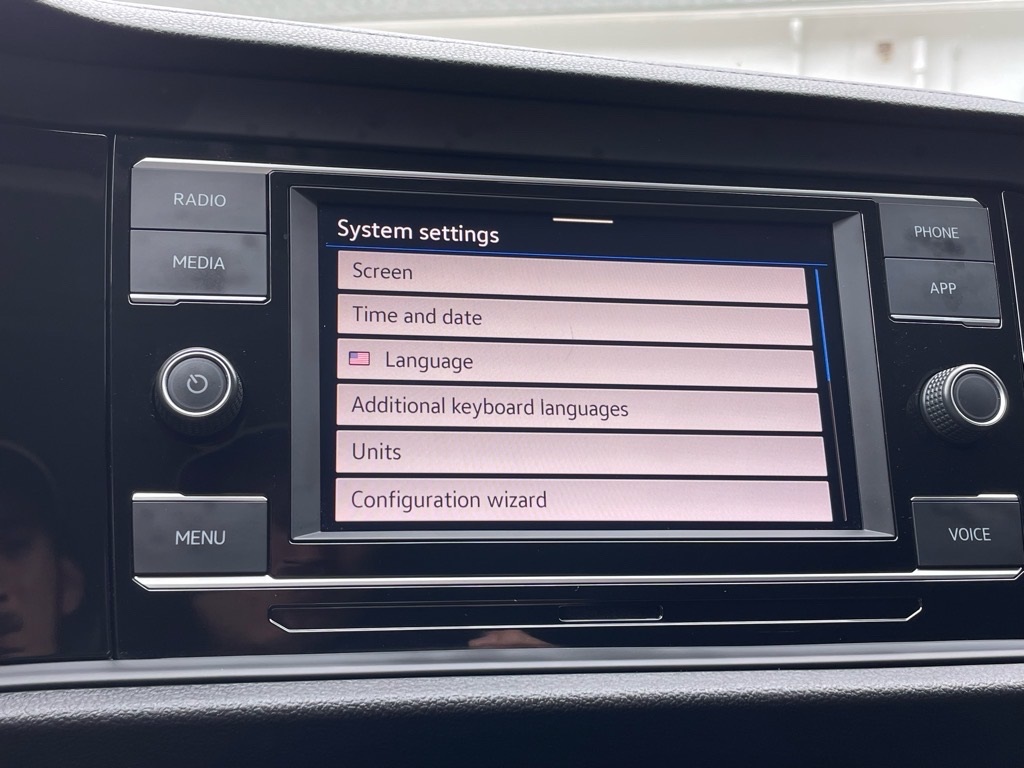 RADIO
MEDIA
MENU
System settings
Screen
Time and date
Language
Additional keyboard languages
Units
Configuration wizard
PHONE
APP
VOICE